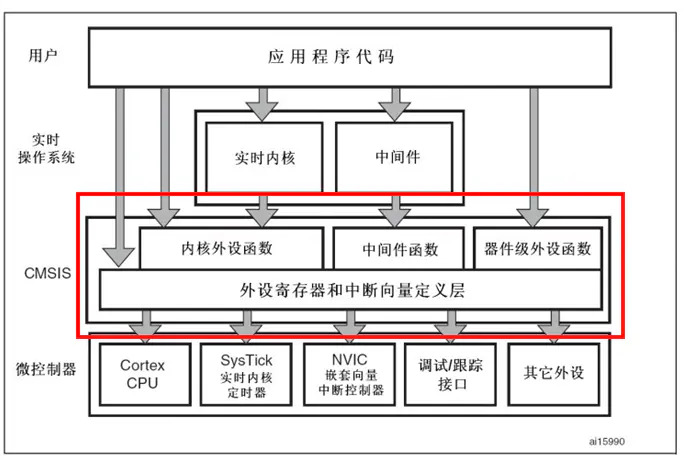 用户
应用程序代码
实时
操作系统
实时内核
中间件
CMSIS
内核外设函数
中间件函数
器件级外设函数
外设寄存器和中断向量定义层
微控制器
Cortex
CPU
SysTick
实时内核
定时器
NVIC
嵌套向量
中断控制器
调试/跟踪
接口
其它外设
ai15990